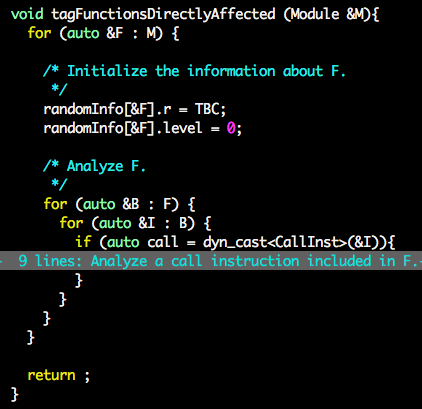 void tagFunctionsDirectlyAffected (Module &M){
  for (auto &F : M) {

    /* Initialize the information about F.
     */
    randomInfo[&F].r = TBC;
    randomInfo[&F].level = 0;

    /* Analyze F.
     */
    for (auto &B : F) {
      for (auto &I : B) {
        if (auto call = dyn_cast<CallInst>(&I)){
-  9 lines: Analyze a call instruction included in F.-
        }
      }
    }
  }

  return ;
}